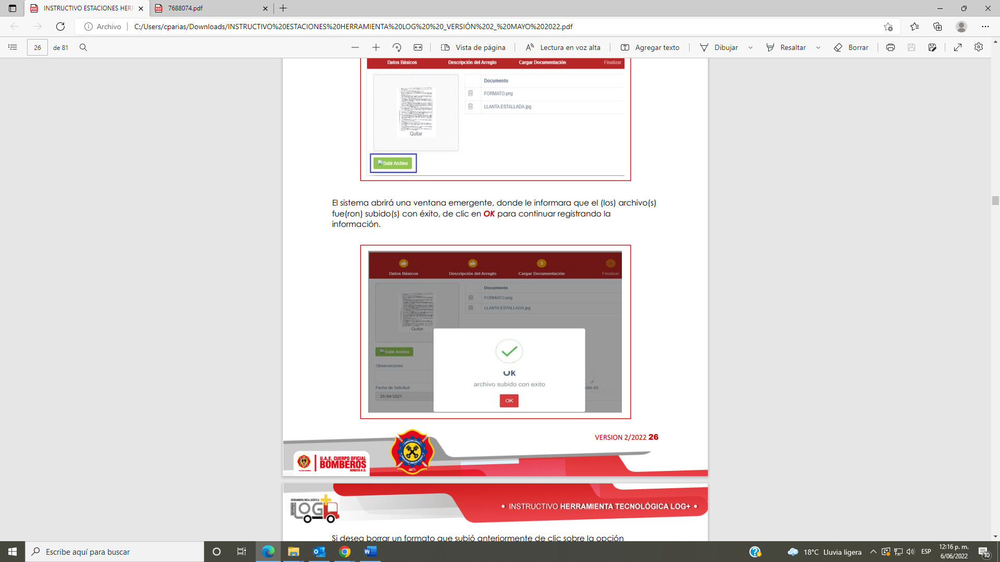 INSTRUCTIVO ESTACIONES HERR
7688074.pdf
Archivo
C:/Users/cparias/Downloads/INSTRUCTIVO%20ESTACIONES%20HERRAMIENTA%20LOG%20%20_VERSIÓN%202_%20MAYO%202022.pdf
26 de 81
Vista de página
Lectura en voz alta
Agregar texto
Dibujar
Resaltar
Borrar
Datos Básicos Descripción del Arreglo Cargar Documentación Finalizar
Documento
FORMATO.png
LLANTA ESTALLADA.jpg
Quitar
Subir Archivo
El sistema abrirá una ventana emergente, donde le informara que el (los) archivo(s)
fue(ron) subido(s) con éxito, de clic en OK para continuar registrando la
información.
3
Datos Básicos Descripción del Arreglo Cargar Documentación Finalizar
Documento
FORMATO.png
LLANTA ESTALLADA.jpg
Quitar
Subir Archivo
Observaciones
Ok
archivo subido con exito
Fecha de Solicitud ción (h)
25/04/2021
OK
VERSION 2/2022 26
U.A.E. CUERPO OFICIAL
BOMBEROS
BOGOTÁ D.C.
HERRAMIENTA MESA LOGÍSTICA
LOG
• INSTRUCTIVO HERRAMIENTA TECNOLÓGICA LOG+ •
Si desea borrar un formato que subió anteriormente de clic sobre la opción
Escribe aquí para buscar
18°C Lluvia ligera
ESP
12:16 p. m.
6/06/2022
10